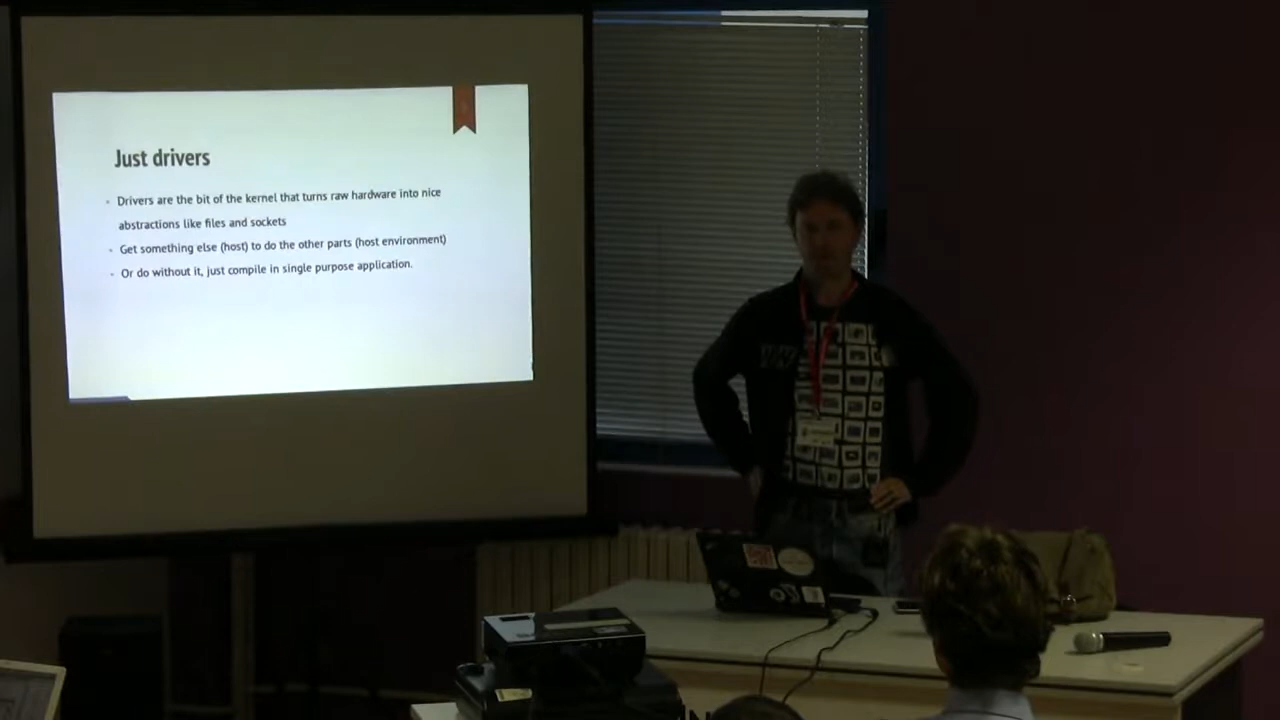 Just drivers
• Drivers are the bit of the kernel that turns raw hardware into nice
abstractions like files and sockets
• Get something else (host) to do the other parts (host environment)
• Or do without it, just compile in single purpose application.